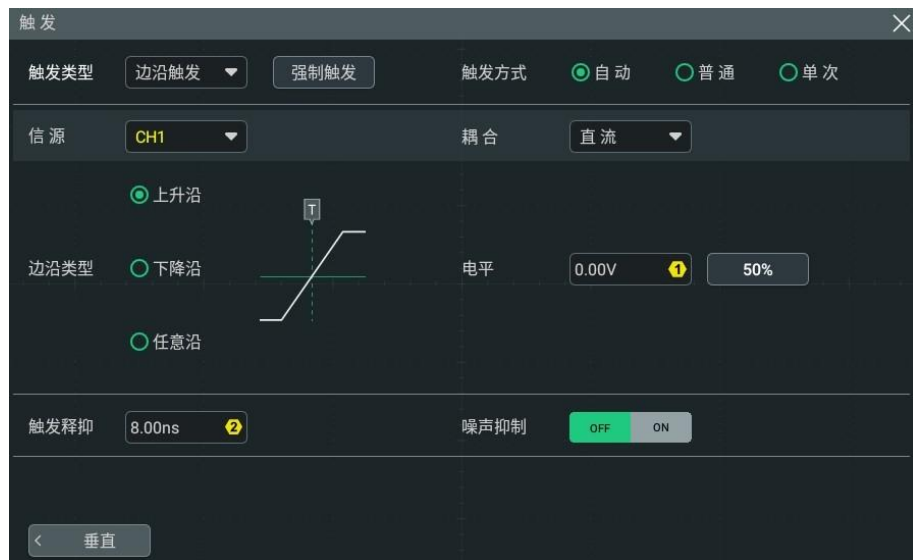 触发
触发类型 边沿触发 强制触发 触发方式 自动 普通 单次
信源 CH1 耦合 直流
上升沿
T
边沿类型 下降沿 电平 0.00V 1 50%
任意沿
触发释抑 8.00ns 2 噪声抑制 OFF ON
< 垂直